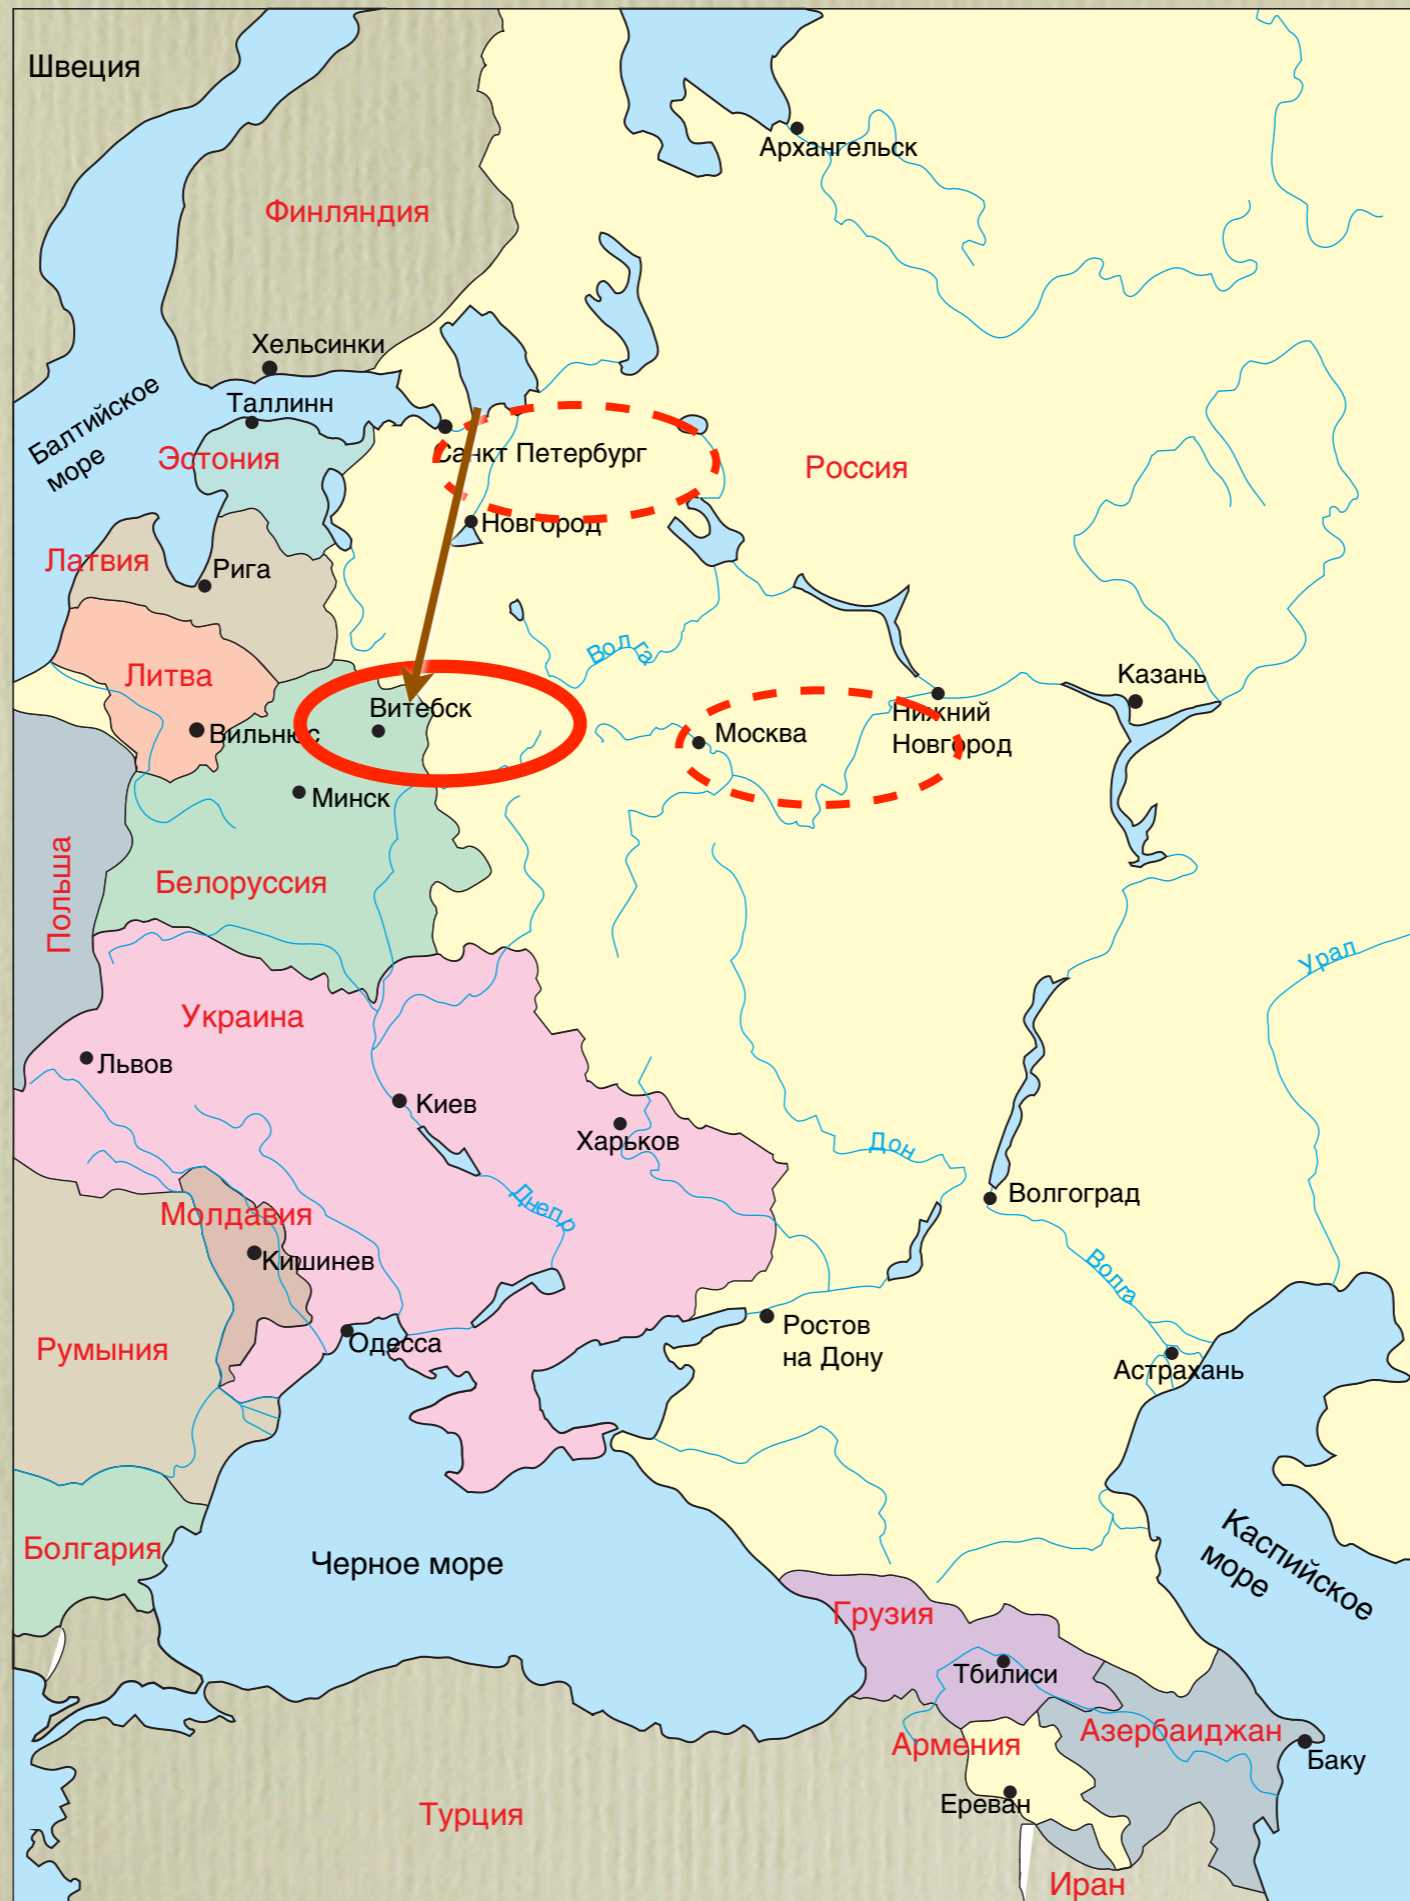 Швеция
Архангельск
Финляндия
Хельсинки
Таллинн
Балтийское
море
Эстония
Санкт Петербург
Россия
Новгород
Латвия
Рига
Волга
Литва
Казань
Витебск
Вильнюс
Москва
Нижний
Новгород
Минск
Польша
Белоруссия
Урал
Украина
Львов
Киев
Харьков
Дон
Днепр
Волгоград
Молдавия
Кишинев
Волга
Румыния
Одесса
Ростов
на Дону
Астрахань
Болгария
Черное море
Каспийское
море
Грузия
Тбилиси
Армения
Азербаиджан
Баку
Ереван
Турция
Иран